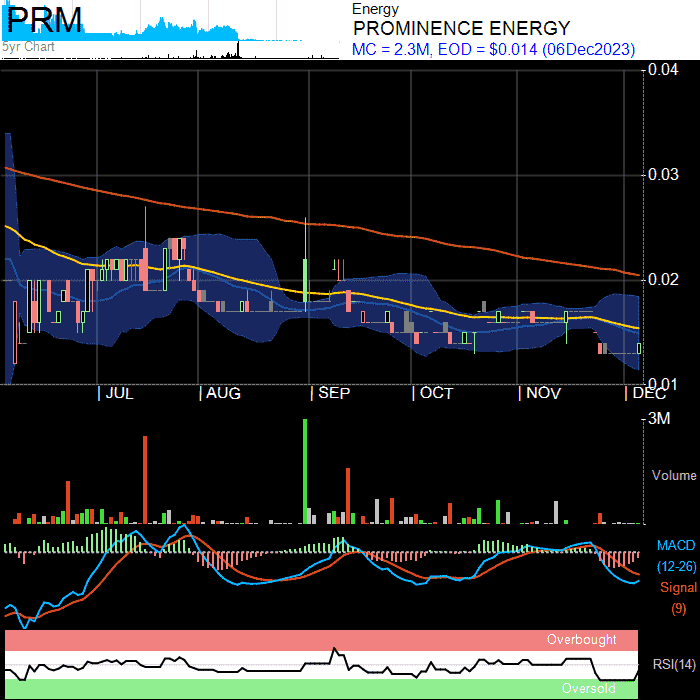 PRM
5yr Chart
Energy
PROMINENCE ENERGY
MC = 2.3M, EOD = $0.014 (06Dec2023)
0.04
0.03
0.02
0.01
JUL AUG SEP OCT NOV DEC
3M
Volume
MACD
(12-26)
Signal
(9)
Overbought
RSI(14)
Oversold